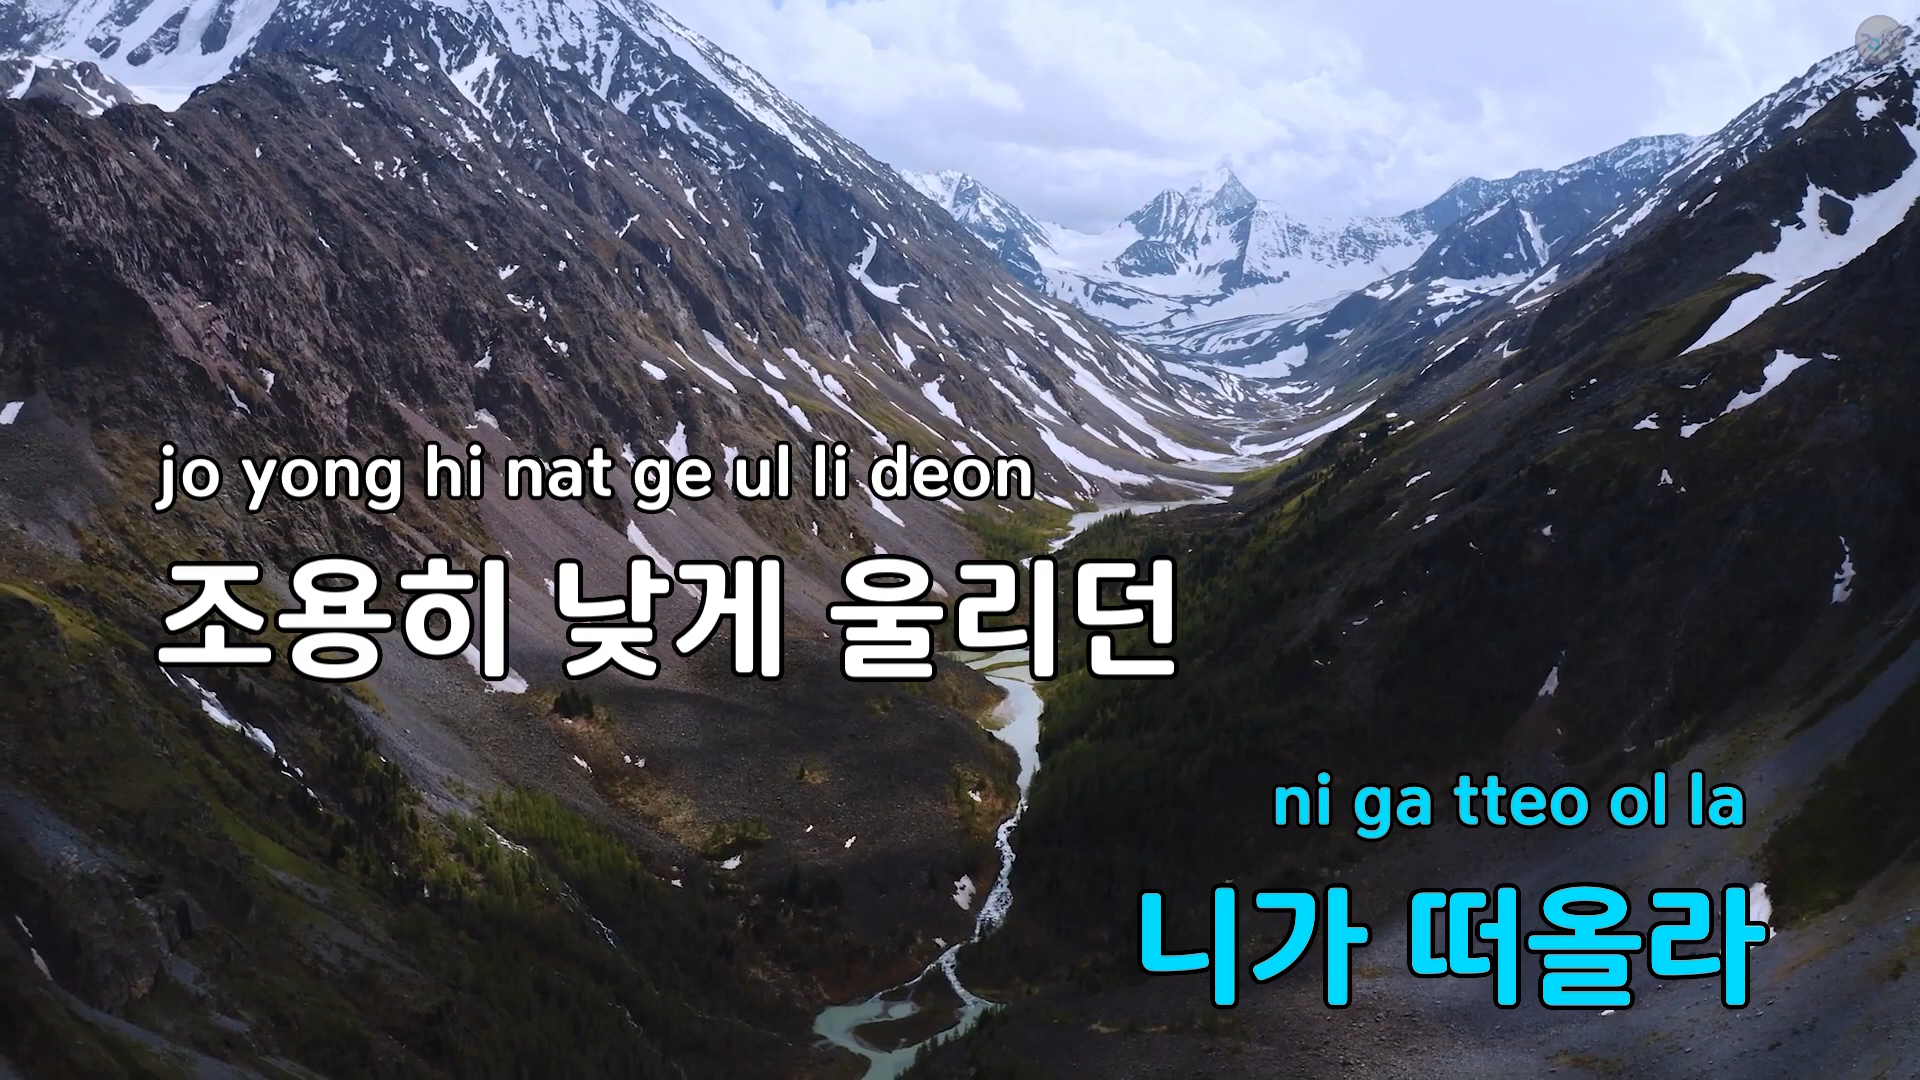 jo yong hi nat ge ul li deon
조용히 낮게 울리던
ni ga tteo ol la
니가 떠올라